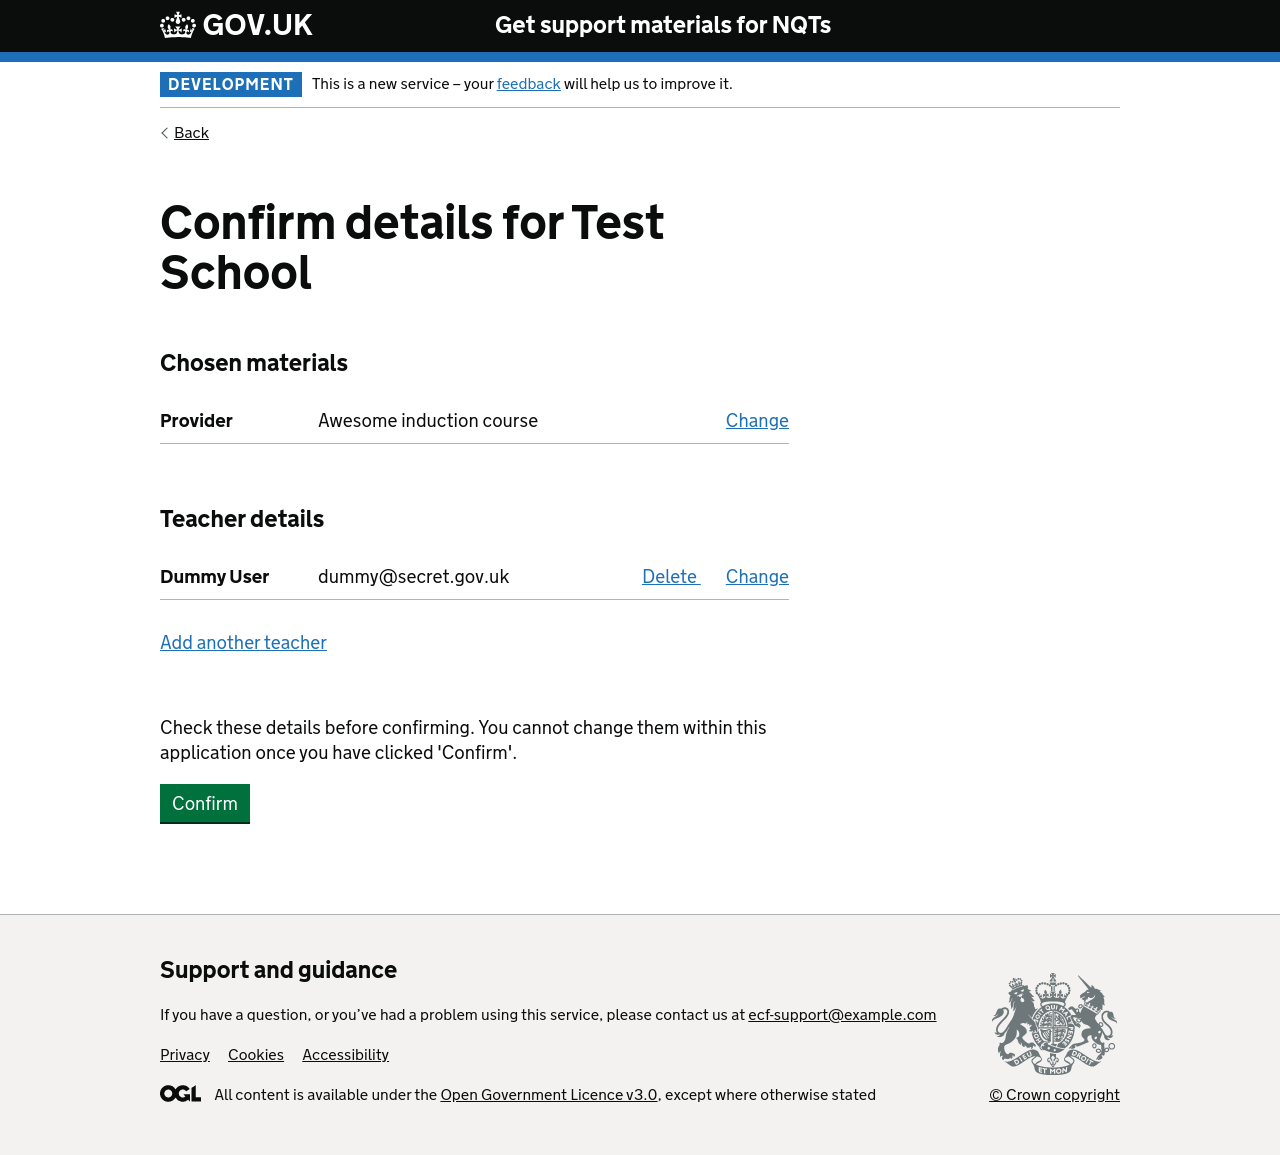 GOV.UK Get support materials for NQTs
DEVELOPMENT This is a new service – your feedback will help us to improve it.
Back
Confirm details for Test
School
Chosen materials
Provider Awesome induction course Change
Teacher details
Dummy User dummy@secret.gov.uk Delete Change
Add another teacher
Check these details before confirming. You cannot change them within this
application once you have clicked 'Confirm'.
Confirm
Support and guidance
If you have a question, or you’ve had a problem using this service, please contact us at ecf-support@example.com
Privacy Cookies Accessibility
OGL All content is available under the Open Government Licence v3.0, except where otherwise stated
DIEU ET MON DROIT
© Crown copyright